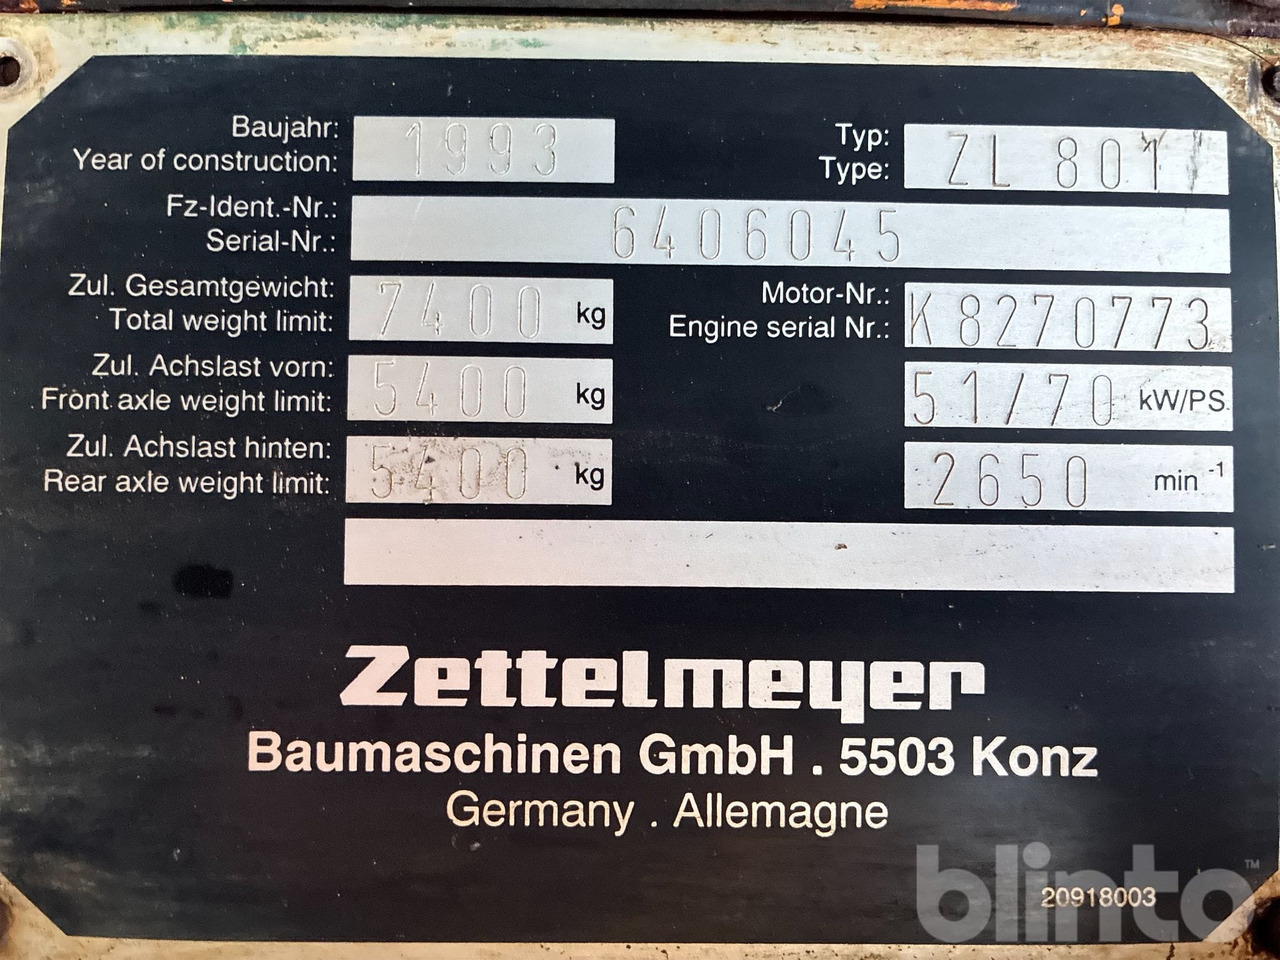 Baujahr: 1993 Typ: ZL 801
Year of construction: Type:
Fz-Ident.-Nr.: 6406045
Serial-Nr.:
Zul. Gesamtgewicht: 7400 kg Motor-Nr.: K8270773
Total weight limit: Engine serial Nr.:
Zul. Achslast vorn: 5400 kg 51/70 kW/PS
Front axle weight limit:
Zul. Achslast hinten: 5400 kg 2650 min⁻¹
Rear axle weight limit:
Zettelmeyer
Baumaschinen GmbH . 5503 Konz
Germany . Allemagne
20918003
blinto™